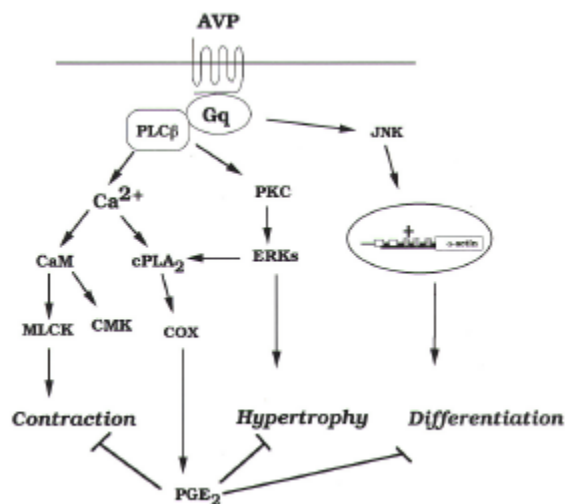 AVP
Gq
PLCβ
JNK
Ca2+
PKC
+
α-actin
CaM
cPLA2
ERKs
MLCK
CMK
COX
Contraction
Hypertrophy
Differentiation
PGE2